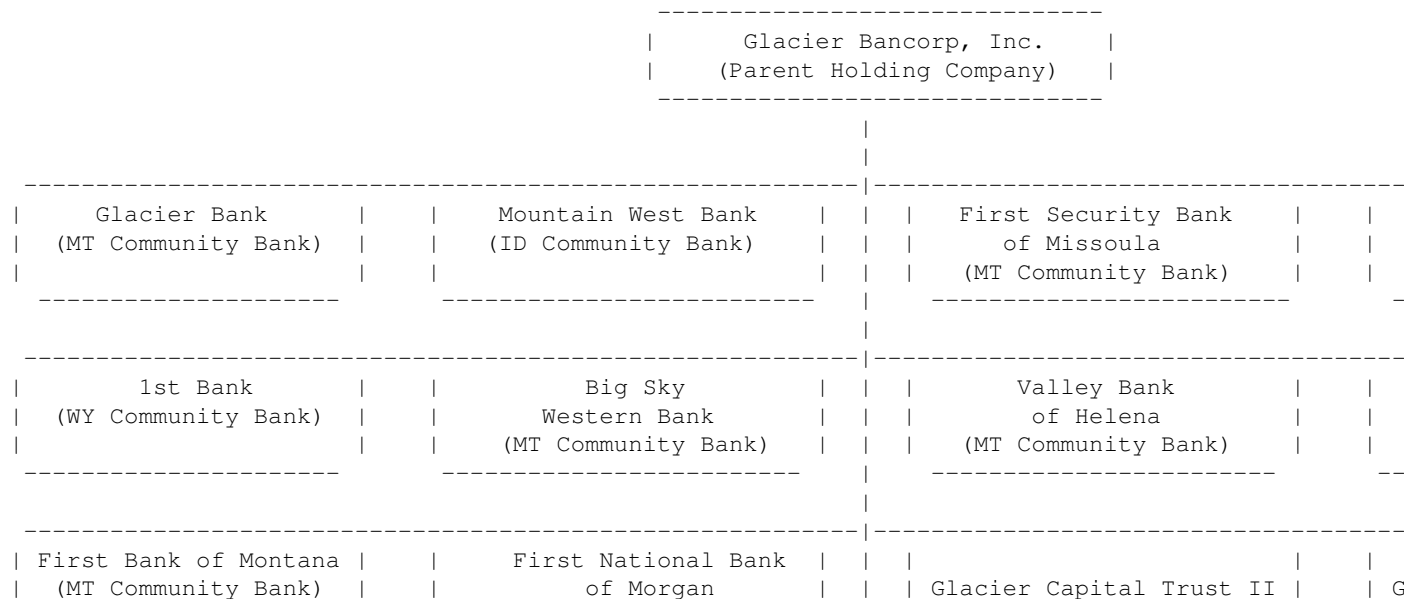 Glacier Bancorp, Inc.
(Parent Holding Company)
Glacier Bank Mountain West Bank First Security Bank
(MT Community Bank) (ID Community Bank) of Missoula
(MT Community Bank)
1st Bank Big Sky Valley Bank
(WY Community Bank) Western Bank of Helena
(MT Community Bank) (MT Community Bank)
First Bank of Montana First National Bank
(MT Community Bank) of Morgan Glacier Capital Trust II G